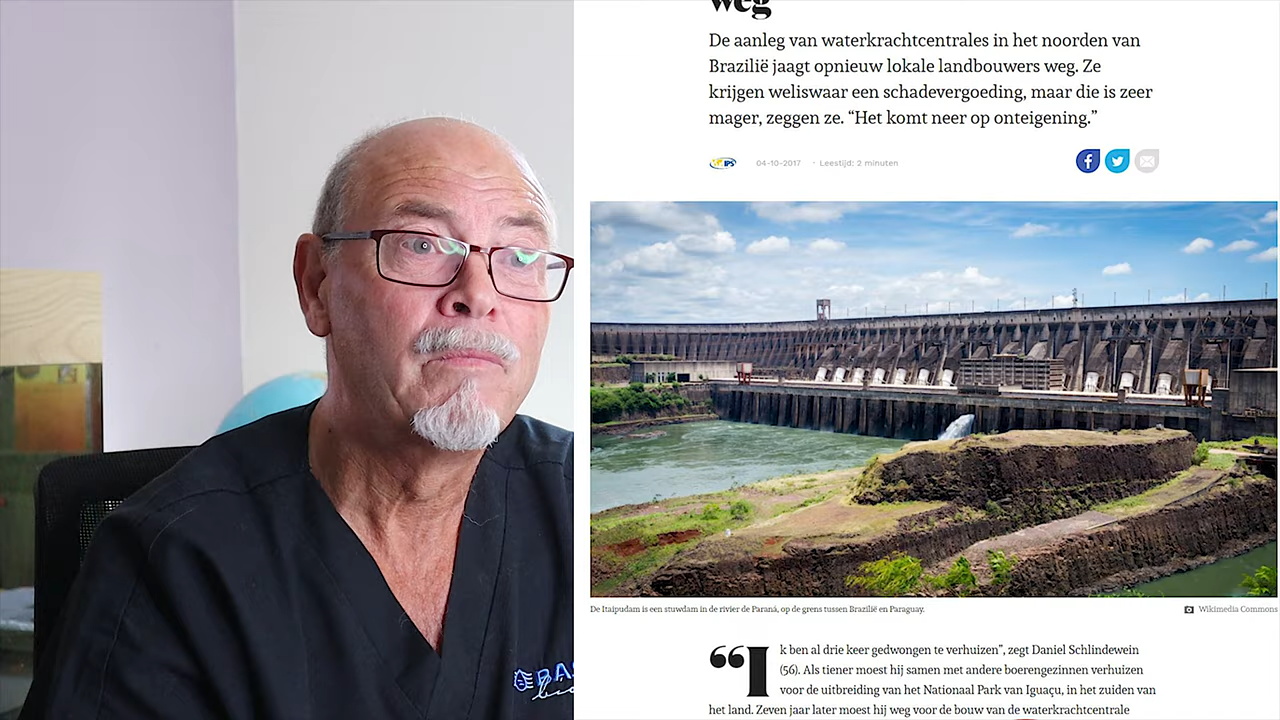 weg
De aanleg van waterkrachtcentrales in het noorden van
Brazilië jaagt opnieuw lokale landbouwers weg. Ze
krijgen weliswaar een schadevergoeding, maar die is zeer
mager, zeggen ze. “Het komt neer op onteigening.”
IPS 04-10-2017 · Leestijd: 2 minuten
De Itaipudam is een stuwdam in de rivier de Paraná, op de grens tussen Brazilië en Paraguay.
Wikimedia Commons
“Ik ben al drie keer gedwongen te verhuizen”, zegt Daniel Schlindewein
(56). Als tiener moest hij samen met andere boerengezinnen verhuizen
voor de uitbreiding van het Nationaal Park van Iguaçu, in het zuiden van
het land. Zeven jaar later moest hij weg voor de bouw van de waterkrachtcentrale